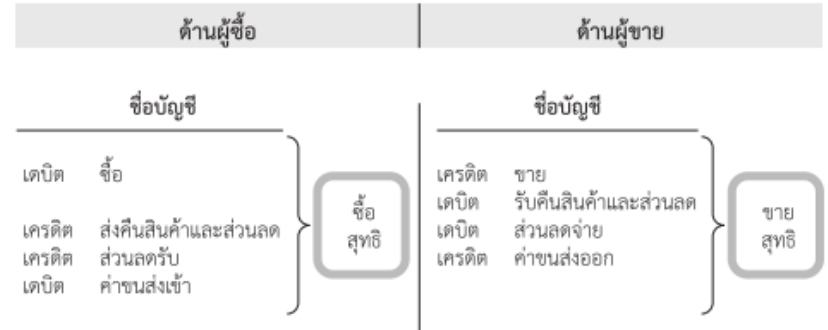 ด้านผู้ซื้อ
ชื่อบัญชี
เดบิต ซื้อ
เครดิต ส่งคืนสินค้าและส่วนลด
เครดิต ส่วนลดรับ
เดบิต ค่าขนส่งเข้า
ซื้อ
สุทธิ
ด้านผู้ขาย
ชื่อบัญชี
เครดิต ขาย
เดบิต รับคืนสินค้าและส่วนลด
เดบิต ส่วนลดจ่าย
เครดิต ค่าขนส่งออก
ขาย
สุทธิ